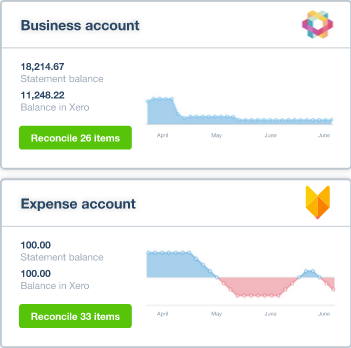 Business account
18,214.67
Statement balance
11,248.22
Balance in Xero
Reconcile 26 items
April May June June
Expense account
100.00
Statement balance
100.00
Balance in Xero
Reconcile 33 items
April May June June